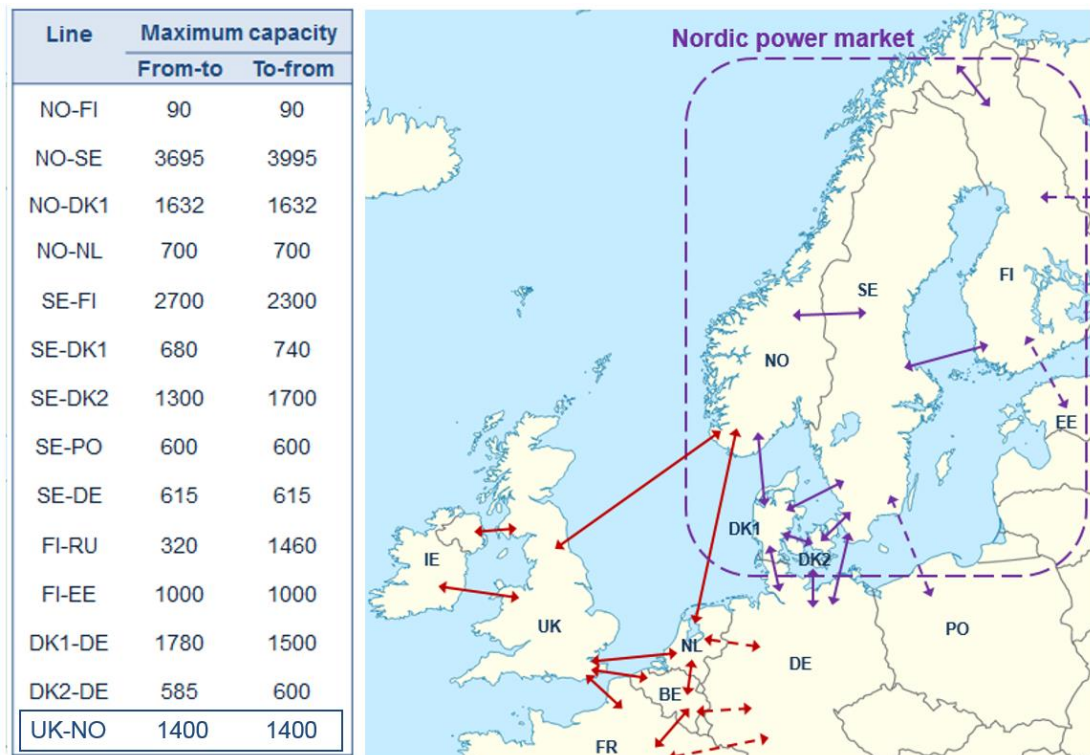 Line Maximum capacity
From-to To-from
NO-FI 90 90
NO-SE 3695 3995
NO-DK1 1632 1632
NO-NL 700 700
SE-FI 2700 2300
SE-DK1 680 740
SE-DK2 1300 1700
SE-PO 600 600
SE-DE 615 615
FI-RU 320 1460
FI-EE 1000 1000
DK1-DE 1780 1500
DK2-DE 585 600
UK-NO 1400 1400
Nordic power market
FI
SE
NO
EE
DK1
DK2
IE
UK
PO
NL
DE
BE
FR